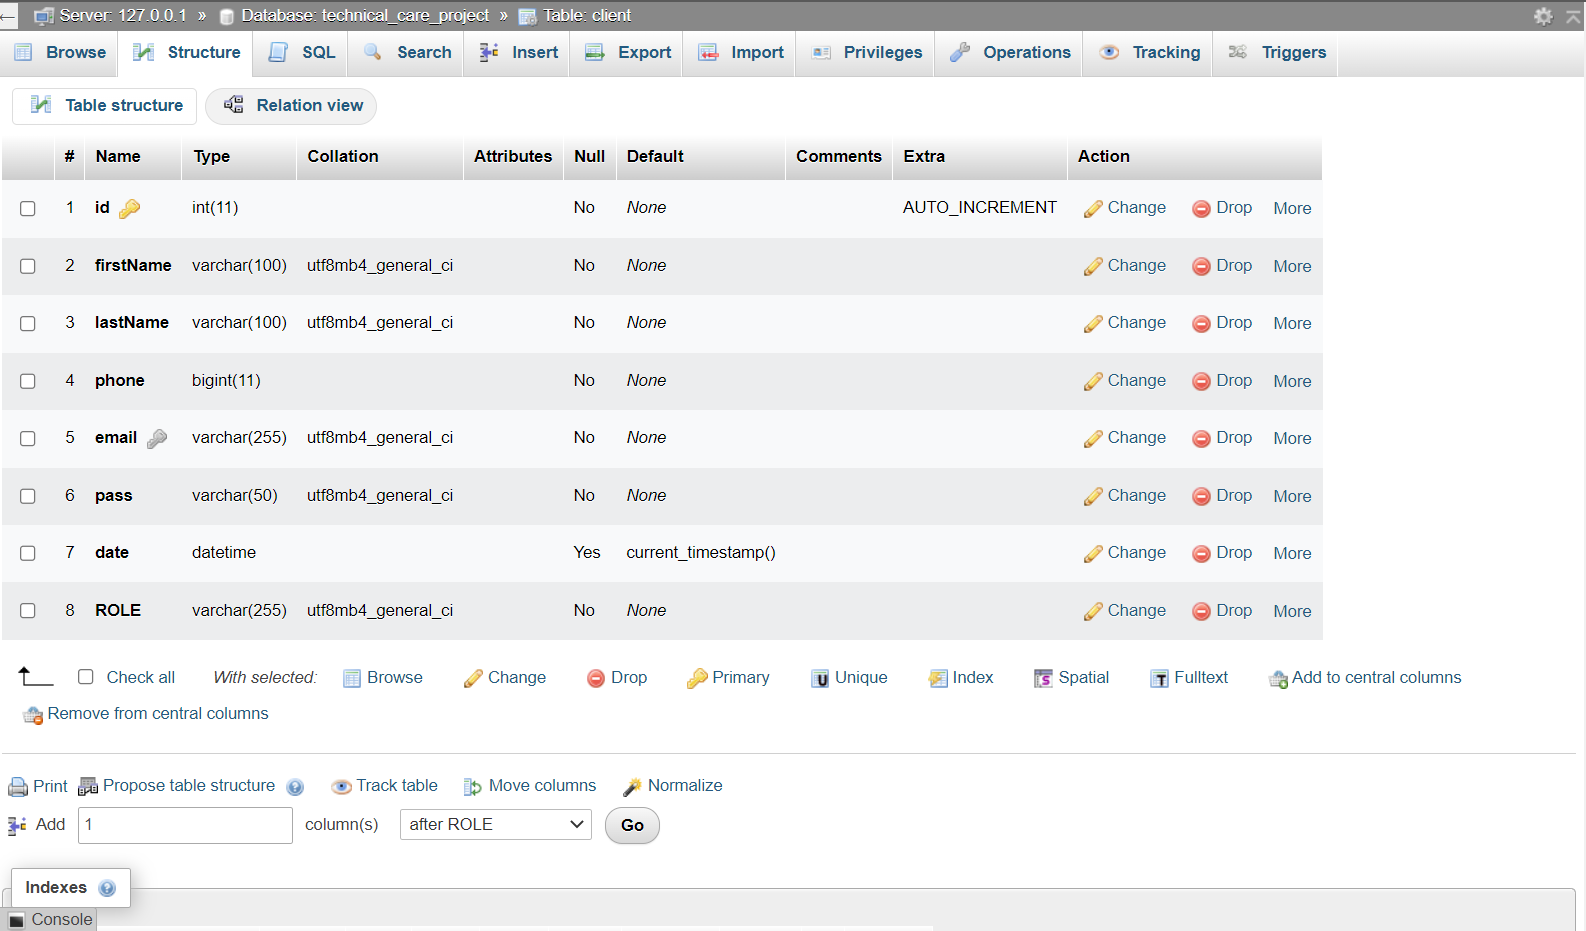 Server: 127.0.0.1 » Database: technical_care_project » Table: client
Browse Structure SQL Search Insert Export Import Privileges Operations Tracking Triggers
Table structure Relation view
# Name Type Collation Attributes Null Default Comments Extra Action
1 id int(11) No None AUTO_INCREMENT Change Drop More
2 firstName varchar(100) utf8mb4_general_ci No None Change Drop More
3 lastName varchar(100) utf8mb4_general_ci No None Change Drop More
4 phone bigint(11) No None Change Drop More
5 email varchar(255) utf8mb4_general_ci No None Change Drop More
6 pass varchar(50) utf8mb4_general_ci No None Change Drop More
7 date datetime Yes current_timestamp() Change Drop More
8 ROLE varchar(255) utf8mb4_general_ci No None Change Drop More
Check all With selected: Browse Change Drop Primary Unique Index Spatial Fulltext Add to central columns
Remove from central columns
Print Propose table structure Track table Move columns Normalize
Add 1 column(s) after ROLE Go
Indexes
Console